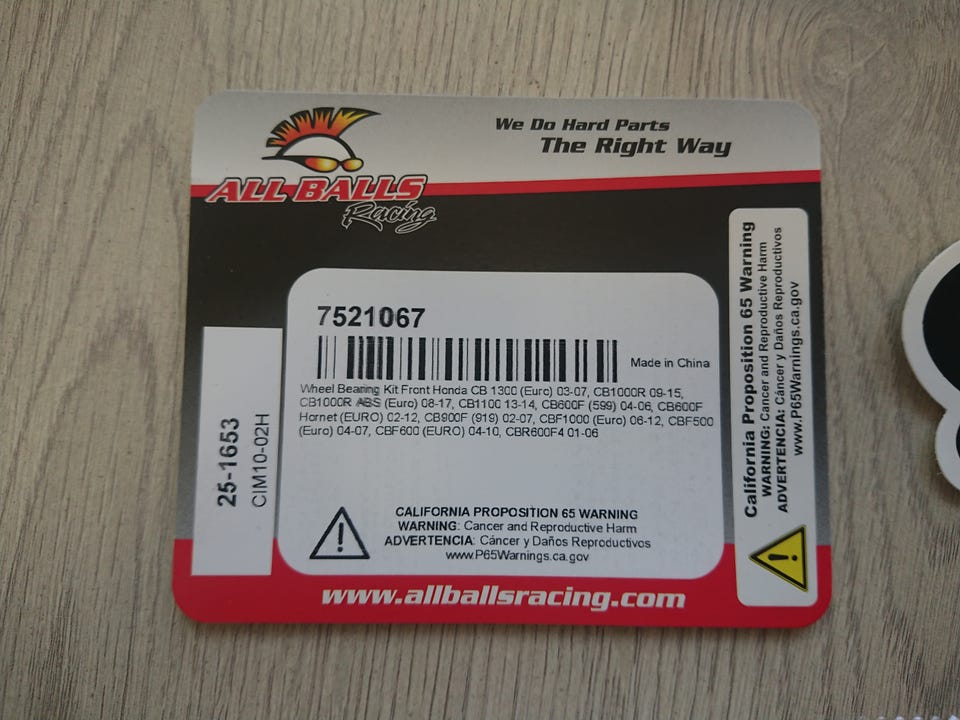 We Do Hard Parts
The Right Way
ALL BALLS
Racing
7521067
Made in China
Wheel Bearing Kit Front Honda CB 1300 (Euro) 03-07, CB1000R 09-15,
CB1000R ABS (Euro) 08-17, CB1100 13-14, CB600F (599) 04-06, CB600F
Hornet (EURO) 02-12, CB900F (919) 02-07, CBF1000 (Euro) 06-12, CBF500
(Euro) 04-07, CBF600 (EURO) 04-10, CBR600F4 01-06
CALIFORNIA PROPOSITION 65 WARNING
WARNING: Cancer and Reproductive Harm
ADVERTENCIA: Cáncer y Daños Reproductivos
www.P65Warnings.ca.gov
25-1653
CIM10-02H
California Proposition 65 Warning
WARNING: Cancer and Reproductive Harm
ADVERTENCIA: Cáncer y Daños Reproductivos
www.P65Warnings.ca.gov
www.allballsracing.com